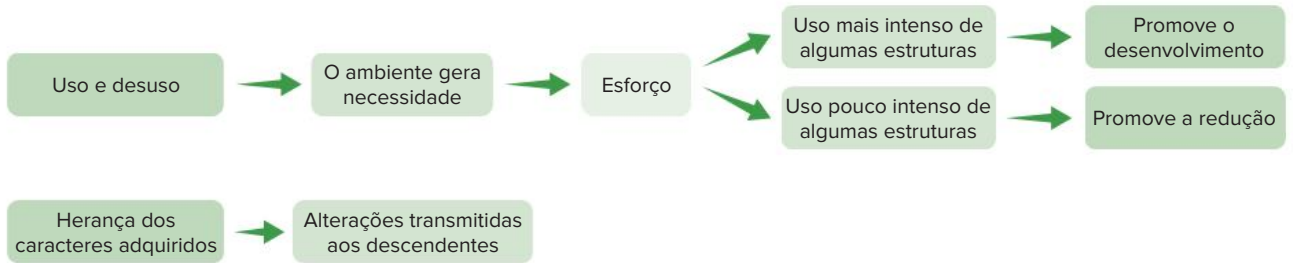 Uso e desuso
O ambiente gera
necessidade
Esforço
Uso mais intenso de
algumas estruturas
Promove o
desenvolvimento
Uso pouco intenso de
algumas estruturas
Promove a redução
Herança dos
caracteres adquiridos
Alterações transmitidas
aos descendentes